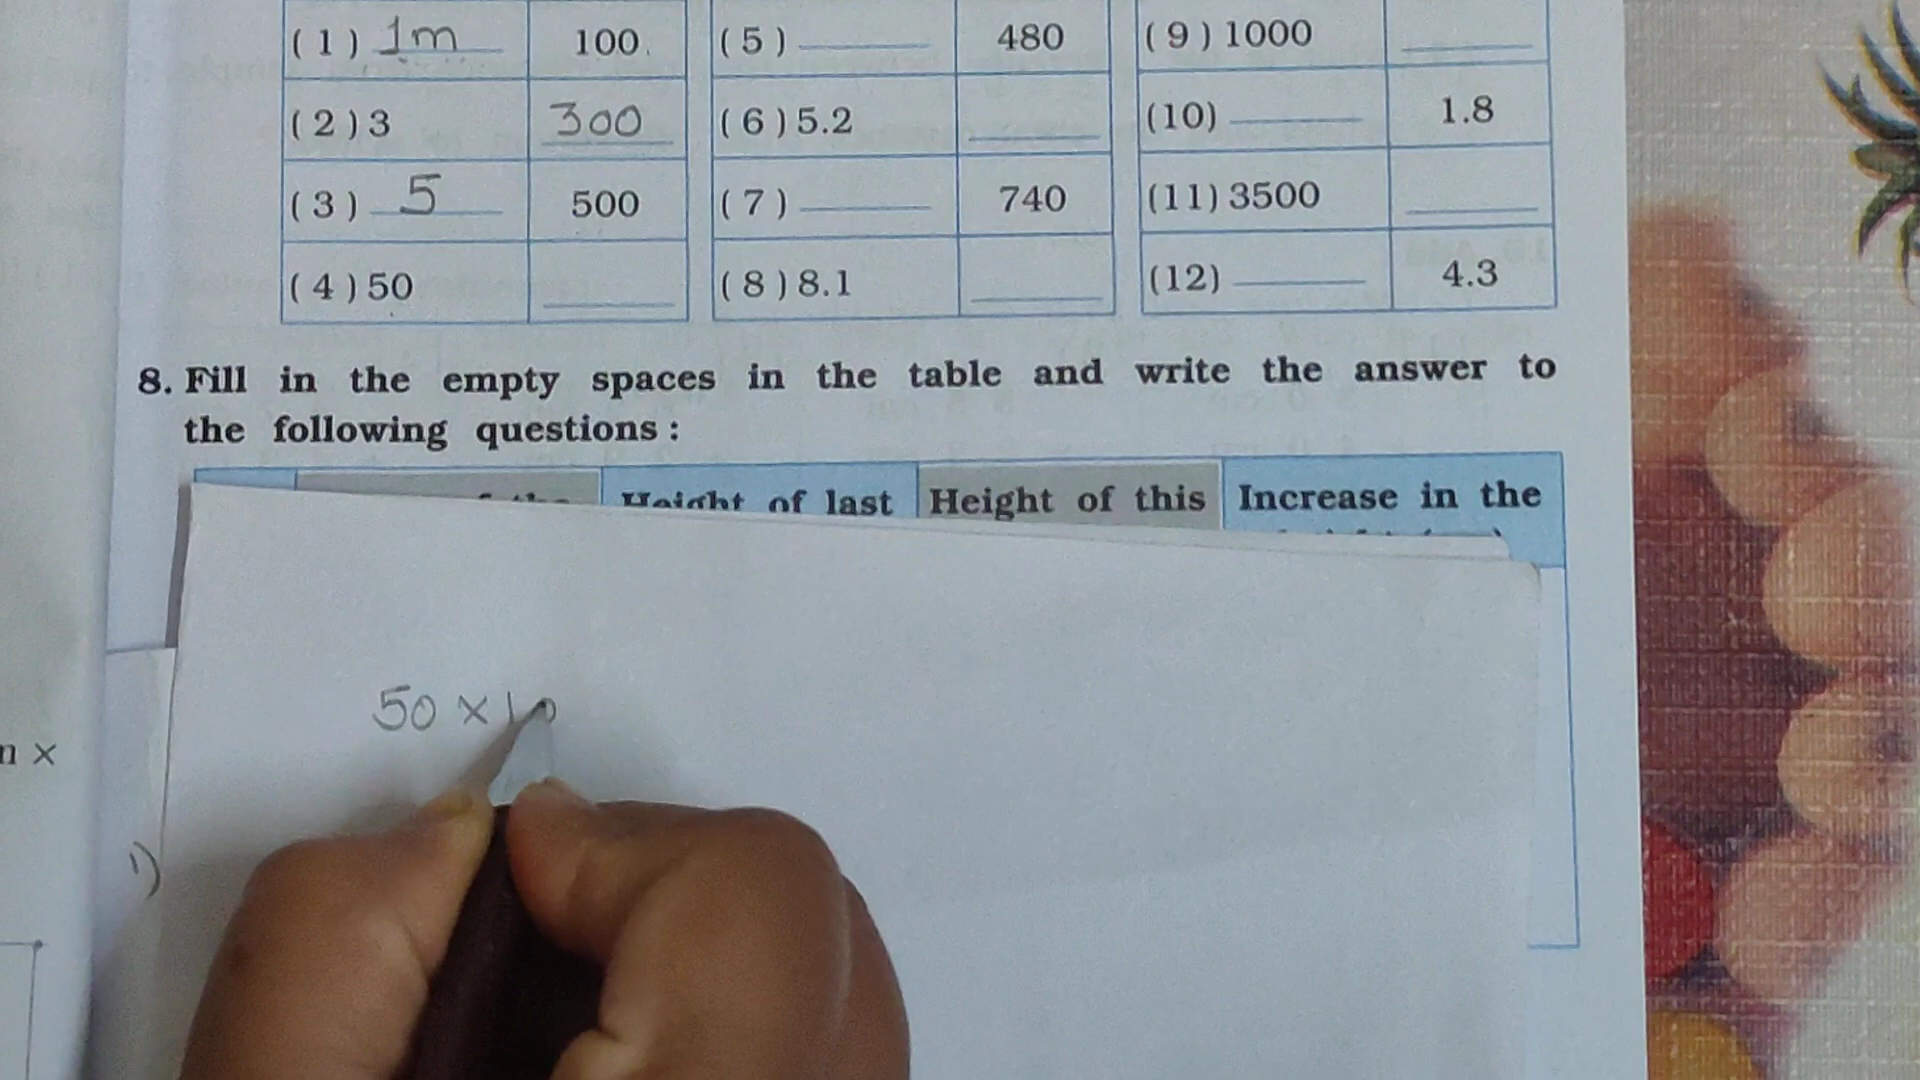 (1) 1m 100 (5) 480 (9) 1000
(2) 3 300 (6) 5.2 (10) 1.8
(3) 5 500 (7) 740 (11) 3500
(4) 50 (8) 8.1 (12) 4.3
8. Fill in the empty spaces in the table and write the answer to
the following questions :
Height of last Height of this Increase in the
50 × 10
1)